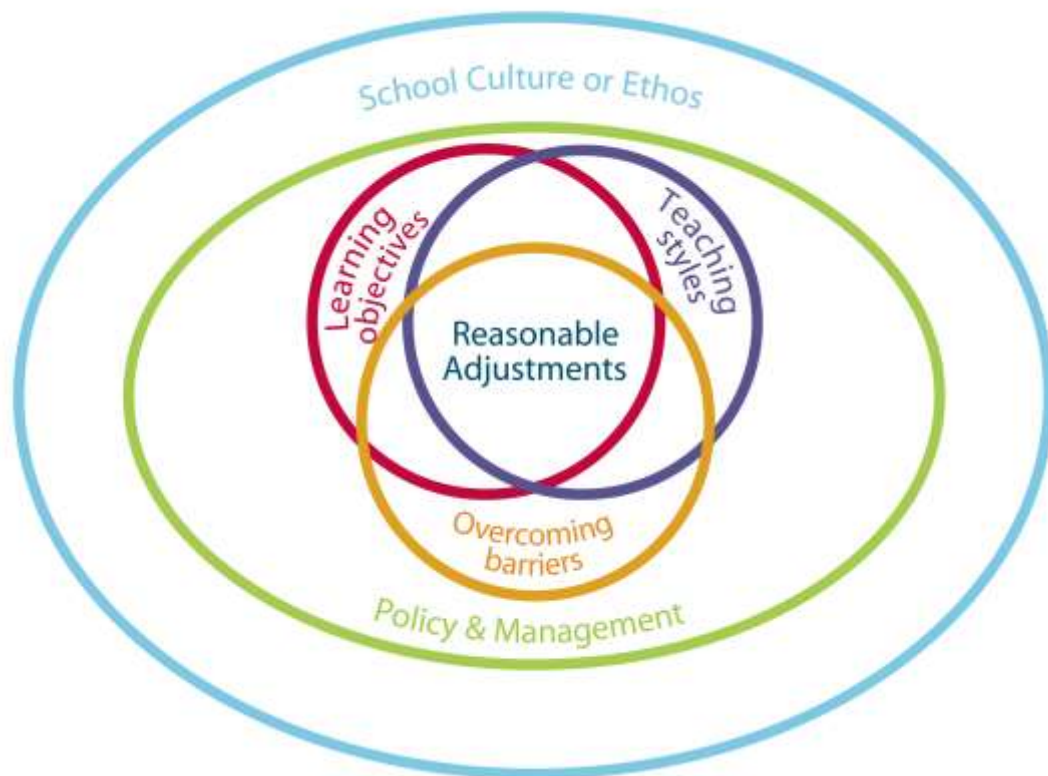 School Culture or Ethos
Learning
objectives
Teaching
styles
Reasonable
Adjustments
Overcoming
barriers
Policy & Management